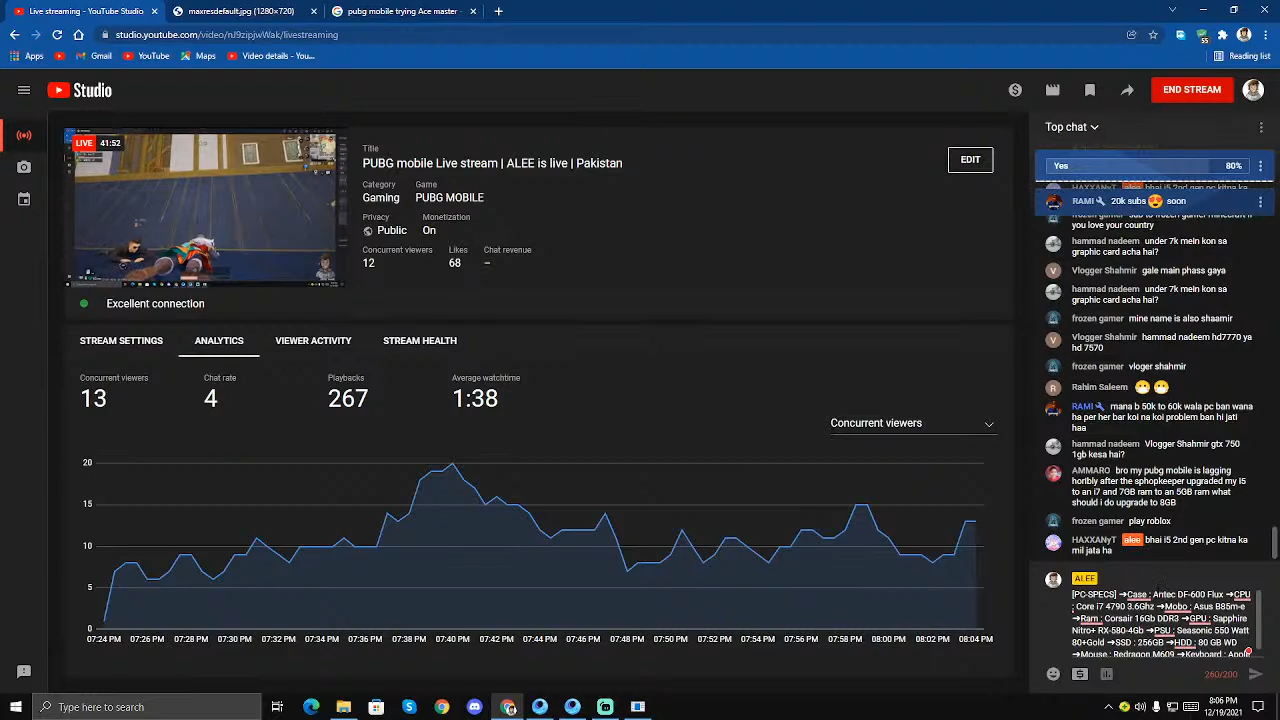 Live streaming - YouTube Studio
maxresdefault.jpg (1280×720)
pubg mobile trying Ace master -
studio.youtube.com/video/nJ9zipjwWak/livestreaming
Apps
Gmail
YouTube
Maps
Video details - You...
55
Reading list
Studio
END STREAM
LIVE 41:52
Title
PUBG mobile Live stream | ALEE is live | Pakistan
EDIT
Category Game
Gaming PUBG MOBILE
Privacy Monetization
Public On
Concurrent viewers Likes Chat revenue
12 68 –
Excellent connection
STREAM SETTINGS ANALYTICS VIEWER ACTIVITY STREAM HEALTH
Concurrent viewers Chat rate Playbacks Average watchtime
13 4 267 1:38
Concurrent viewers
20
15
10
5
0
07:24 PM 07:26 PM 07:28 PM 07:30 PM 07:32 PM 07:34 PM 07:36 PM 07:38 PM 07:40 PM 07:42 PM 07:44 PM 07:46 PM 07:48 PM 07:50 PM 07:52 PM 07:54 PM 07:56 PM 07:58 PM 08:00 PM 08:02 PM 08:04 PM
Top chat
Yes 80%
HAXXANyT alee bhai i5 2nd gen pc kitna ka
RAMI 20k subs 😍 soon
frozen gamer sub to frozen gamer minecraft if
you love your country
hammad nadeem under 7k mein kon sa
graphic card acha hai?
Vlogger Shahmir gale main phass gaya
hammad nadeem under 7k mein kon sa
graphic card acha hai?
frozen gamer mine name is also shaamir
Vlogger Shahmir hammad hd7770 ya
hd 7570
frozen gamer vloger shahmir
Rahim Saleem 😷 😷
RAMI mana b 50k to 60k wala pc ban wana
ha per her bar koi na koi problem ban hi jati
haa
hammad nadeem Vlogger Shahmir gtx 750
1gb kesa hai?
AMMARO bro my pubg mobile is lagging
horibly after the sphopkeeper upgraded my i5
to an i7 and 7GB ram to an 5GB ram what
should i do upgrade to 8GB
frozen gamer play roblox
HAXXANyT alee bhai i5 2nd gen pc kitna ka
mil jata ha
ALEE
[PC-SPECS] ➔Case ; Antec DF-600 Flux ➔CPU
; Core i7 4790 3.6Ghz ➔Mobo ; Asus B85m-e
➔Ram ; Corsair 16Gb DDR3 ➔GPU ; Sapphire
Nitro+ RX-580-4Gb ➔PSU ; Seasonic 550 Watt
80+Gold ➔SSD ; 256GB ➔HDD ; 80 GB WD
➔Mouse ; Redragon M609 ➔Keyboard ; Apple
260/200
Type here to search
8:06 PM
12/19/2021